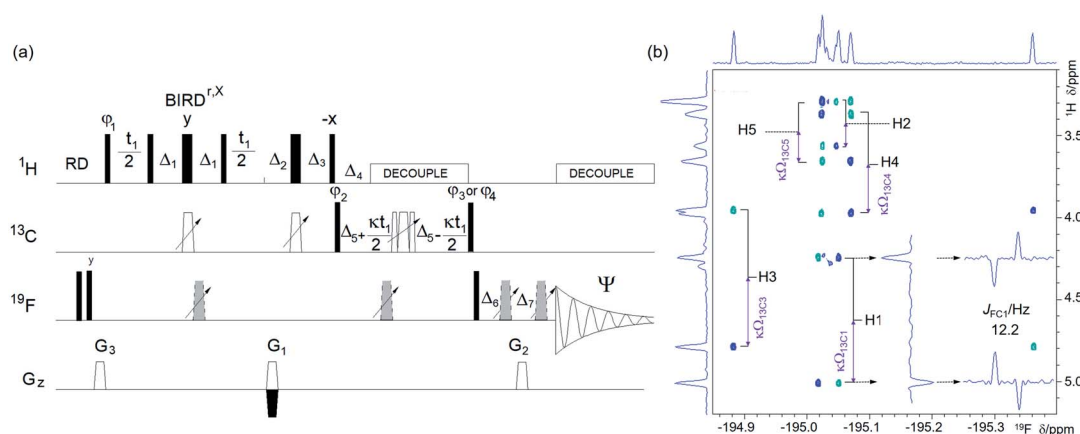 (a)
BIRD^r,X
φ1 y -x
¹H RD t1/2 Δ1 Δ1 t1/2 Δ2 Δ3 Δ4 DECOUPLE DECOUPLE
φ2 φ3 or φ4
¹³C Δ5+ κt1/2 Δ5- κt1/2
y
¹⁹F Δ6 Δ7 Ψ
G3 G1 G2
Gz
(b)
¹H δ/ppm
3.5
4.0
4.5
5.0
H5 κΩ13C5
H2
H4 κΩ13C4
H3 κΩ13C3
H1 κΩ13C1
JFC1/Hz
12.2
-194.9 -195.0 -195.1 -195.2 -195.3 ¹⁹F δ/ppm